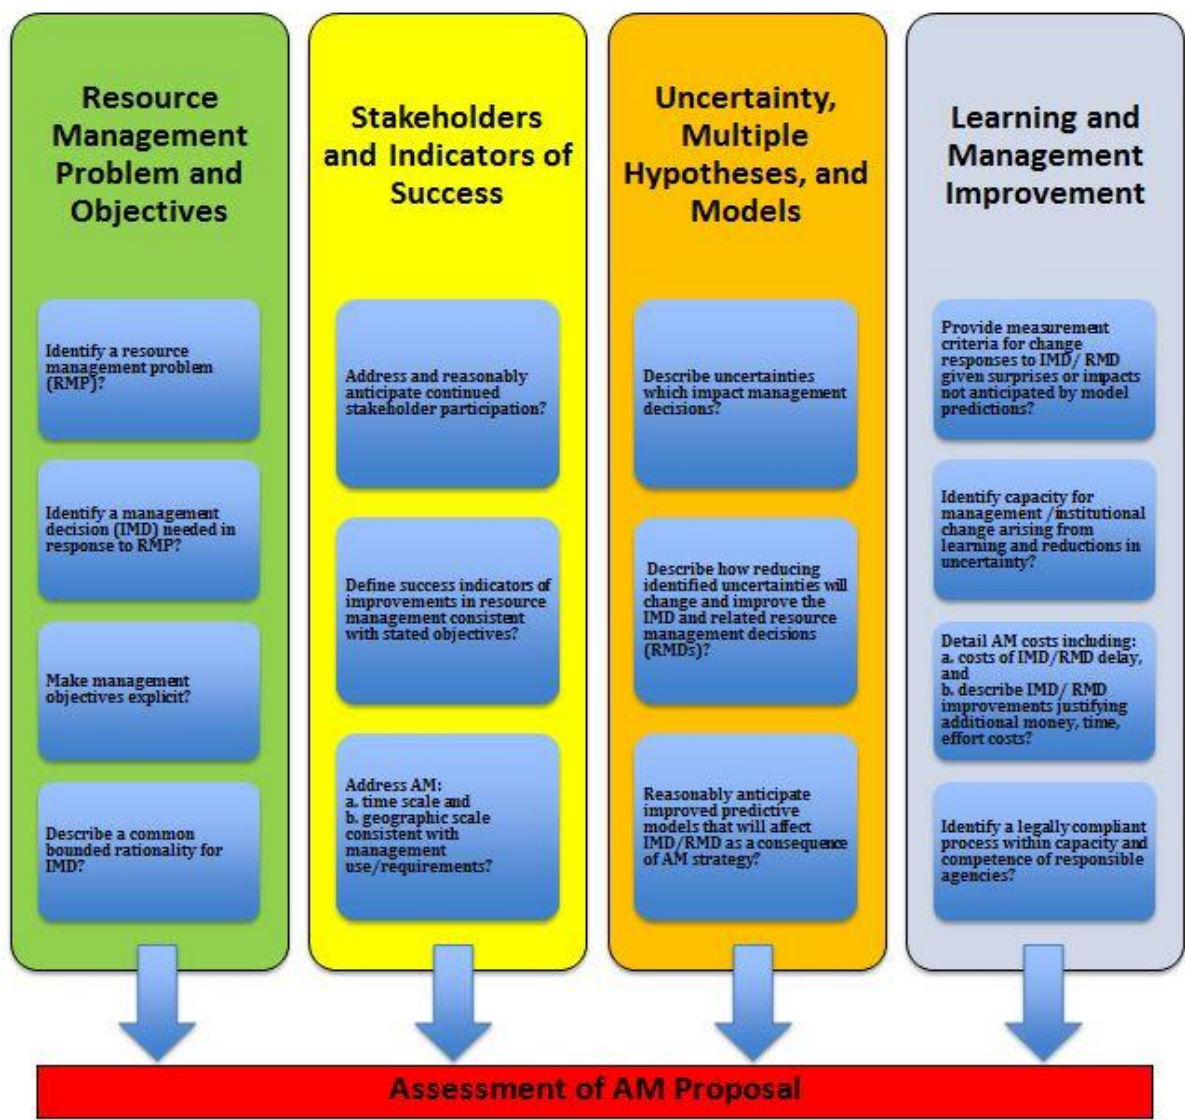 Resource
Management
Problem and
Objectives
Identify a resource
management problem
(RMP)?
Identify a management
decision (IMD) needed in
response to RMP?
Make management
objectives explicit?
Describe a common
bounded rationality for
IMD?
Stakeholders
and Indicators of
Success
Address and reasonably
anticipate continued
stakeholder participation?
Define success indicators of
improvements in resource
management consistent
with stated objectives?
Address AM:
a. time scale and
b. geographic scale
consistent with
management
use/requirements?
Uncertainty,
Multiple
Hypotheses, and
Models
Describe uncertainties
which impact management
decisions?
Describe how reducing
identified uncertainties will
change and improve the
IMD and related resource
management decisions
(RMDs)?
Reasonably anticipate
improved predictive
models that will affect
IMD/RMD as a consequence
of AM strategy?
Learning and
Management
Improvement
Provide measurement
criteria for change
responses to IMD/ RMD
given surprises or impacts
not anticipated by model
predictions?
Identify capacity for
management /institutional
change arising from
learning and reductions in
uncertainty?
Detail AM costs including:
a. costs of IMD/RMD delay,
and
b. describe IMD/ RMD
improvements justifying
additional money, time,
effort costs?
Identify a legally compliant
process within capacity and
competence of responsible
agencies?
Assessment of AM Proposal